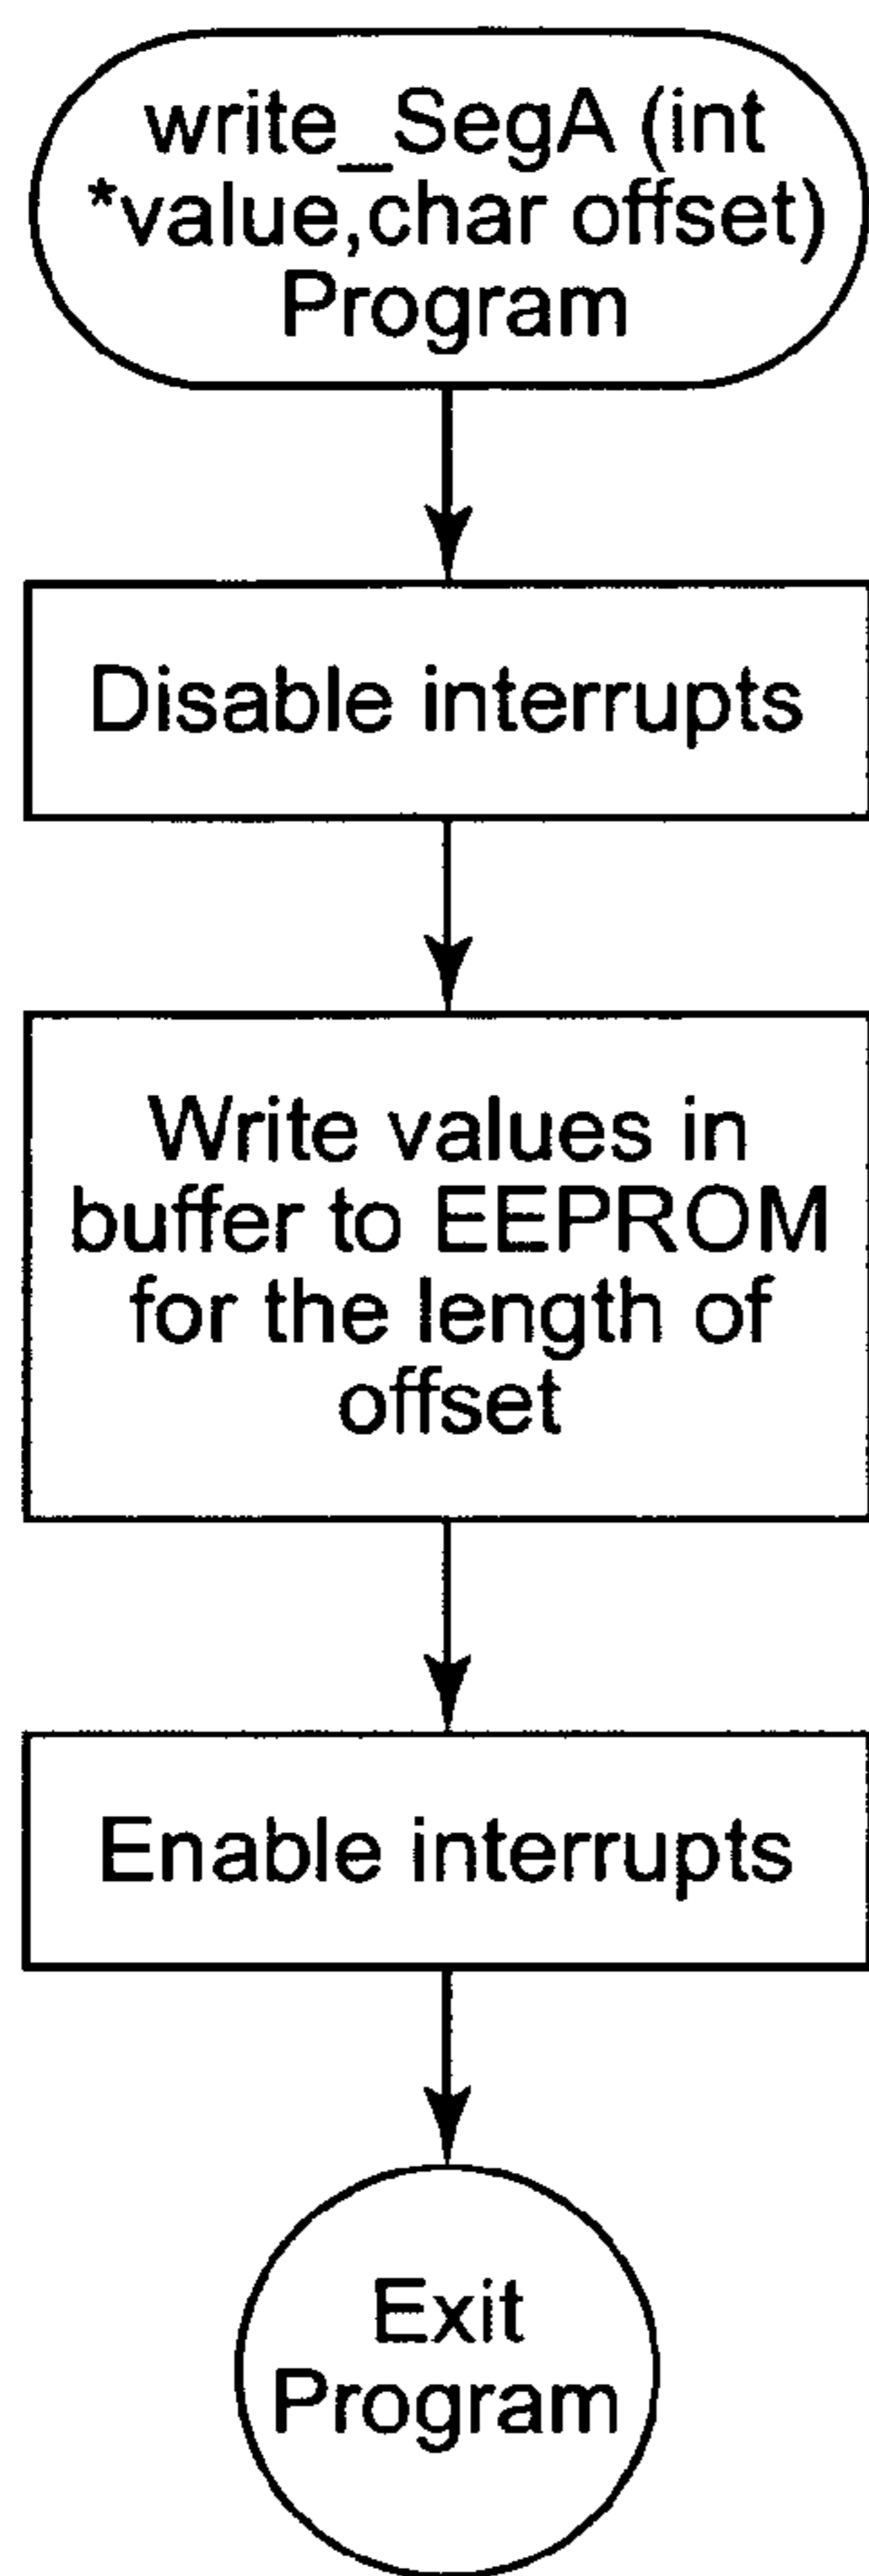 write_SegA (int
*value,char offset)
Program
Disable interrupts
Write values in
buffer to EEPROM
for the length of
offset
Enable interrupts
Exit
Program